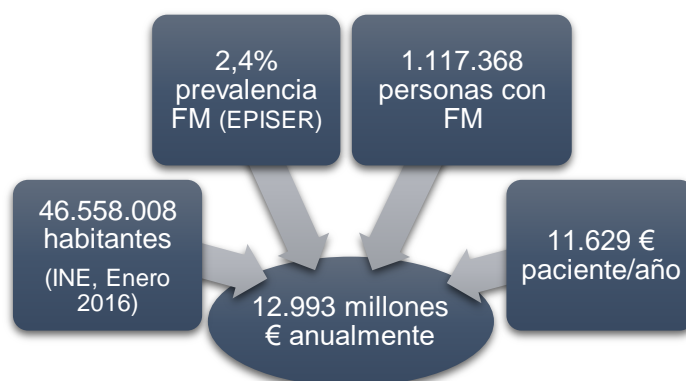 2,4%
prevalencia
FM (EPISER)
1.117.368
personas con
FM
46.558.008
habitantes
(INE, Enero
2016)
11.629 €
paciente/año
12.993 millones
€ anualmente